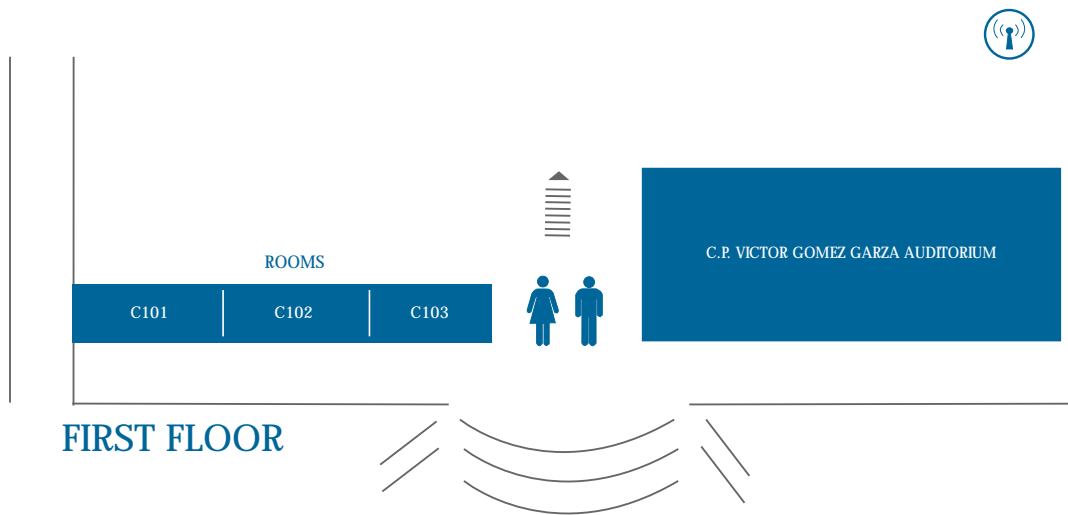 ROOMS
C.P. VICTOR GOMEZ GARZA AUDITORIUM
C101
C102
C103
FIRST FLOOR